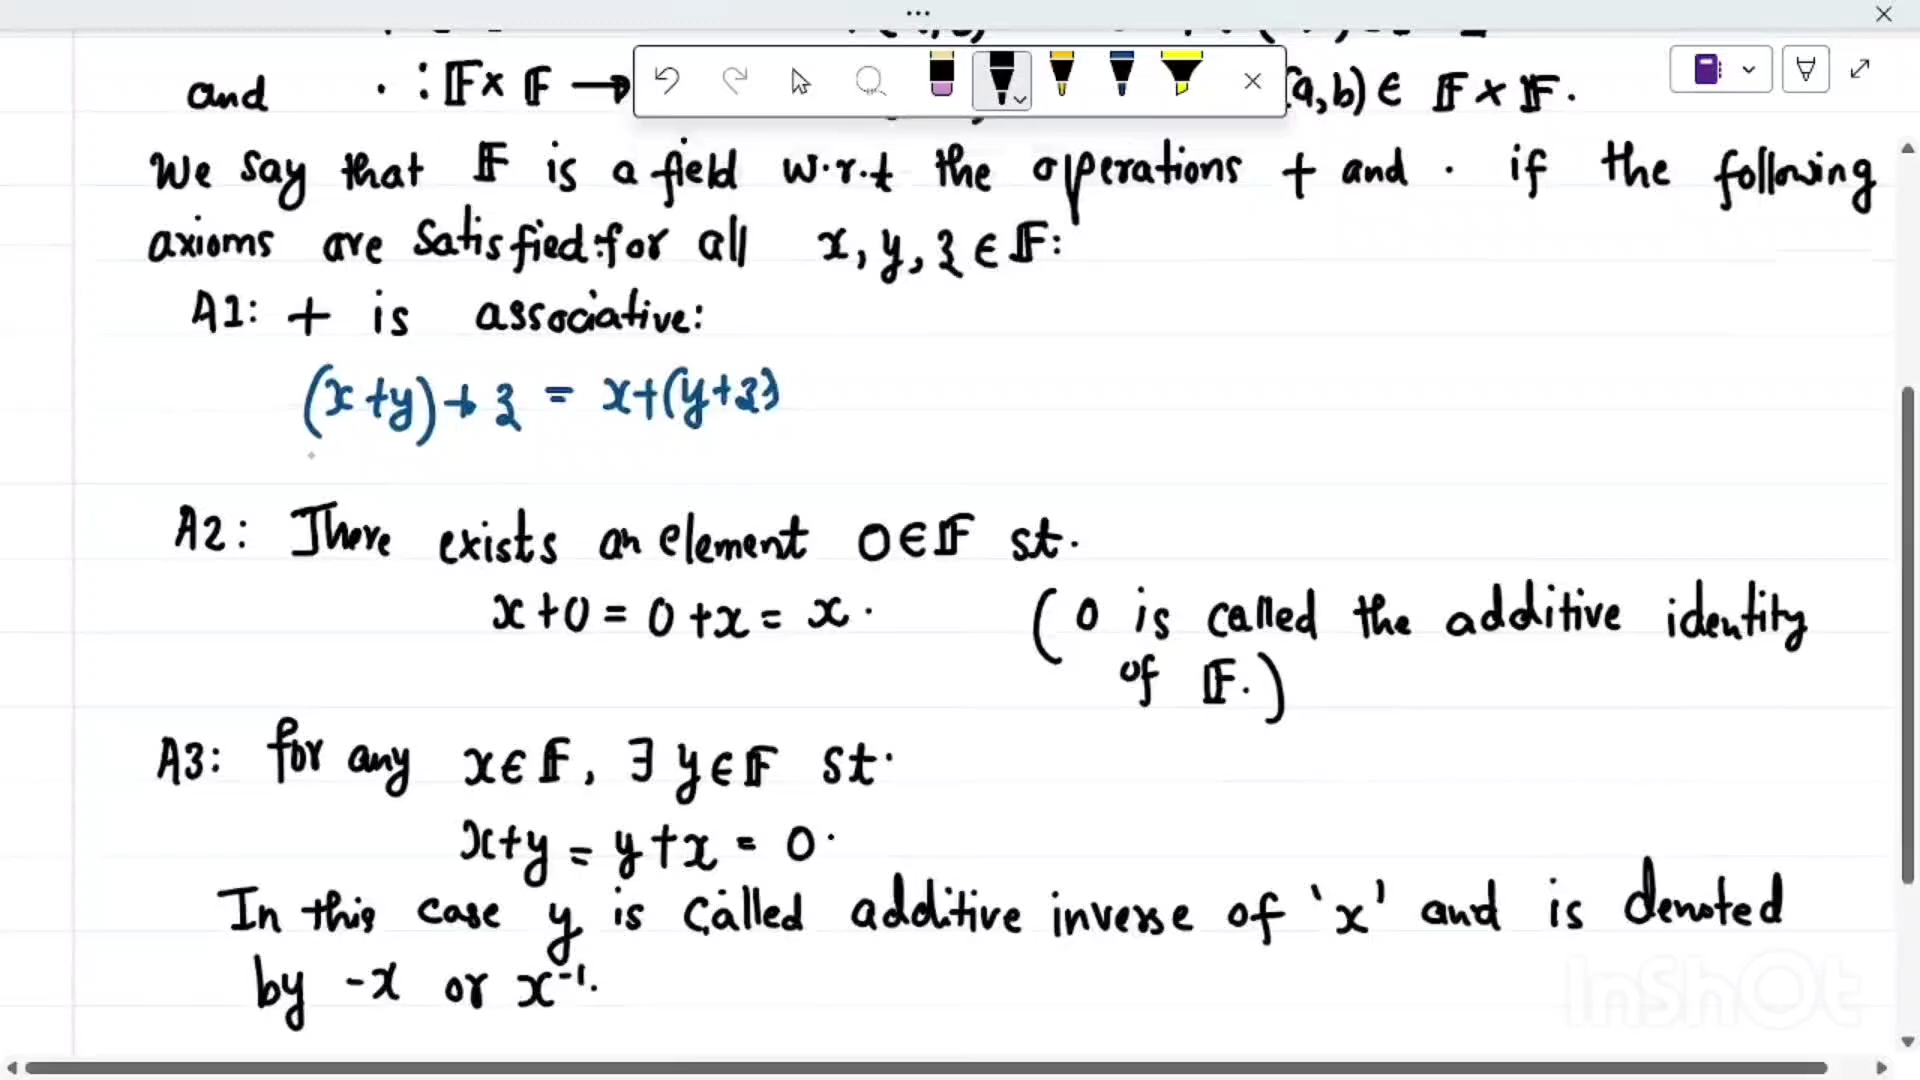 and · : 𝔽 x 𝔽 → (a,b) ∈ 𝔽 x 𝔽.
We say that 𝔽 is a field w.r.t the operations + and · if the following
axioms are satisfied: for all x, y, z ∈ 𝔽:
A1: + is associative:
(x+y)+z = x+(y+z)
A2: There exists an element 0∈𝔽 st.
x+0 = 0+x = x. (0 is called the additive identity
of 𝔽.)
A3: for any x∈𝔽, ∃ y∈𝔽 st.
x+y = y+x = 0.
In this case y is called additive inverse of 'x' and is denoted
by -x or x⁻¹.
InShOt